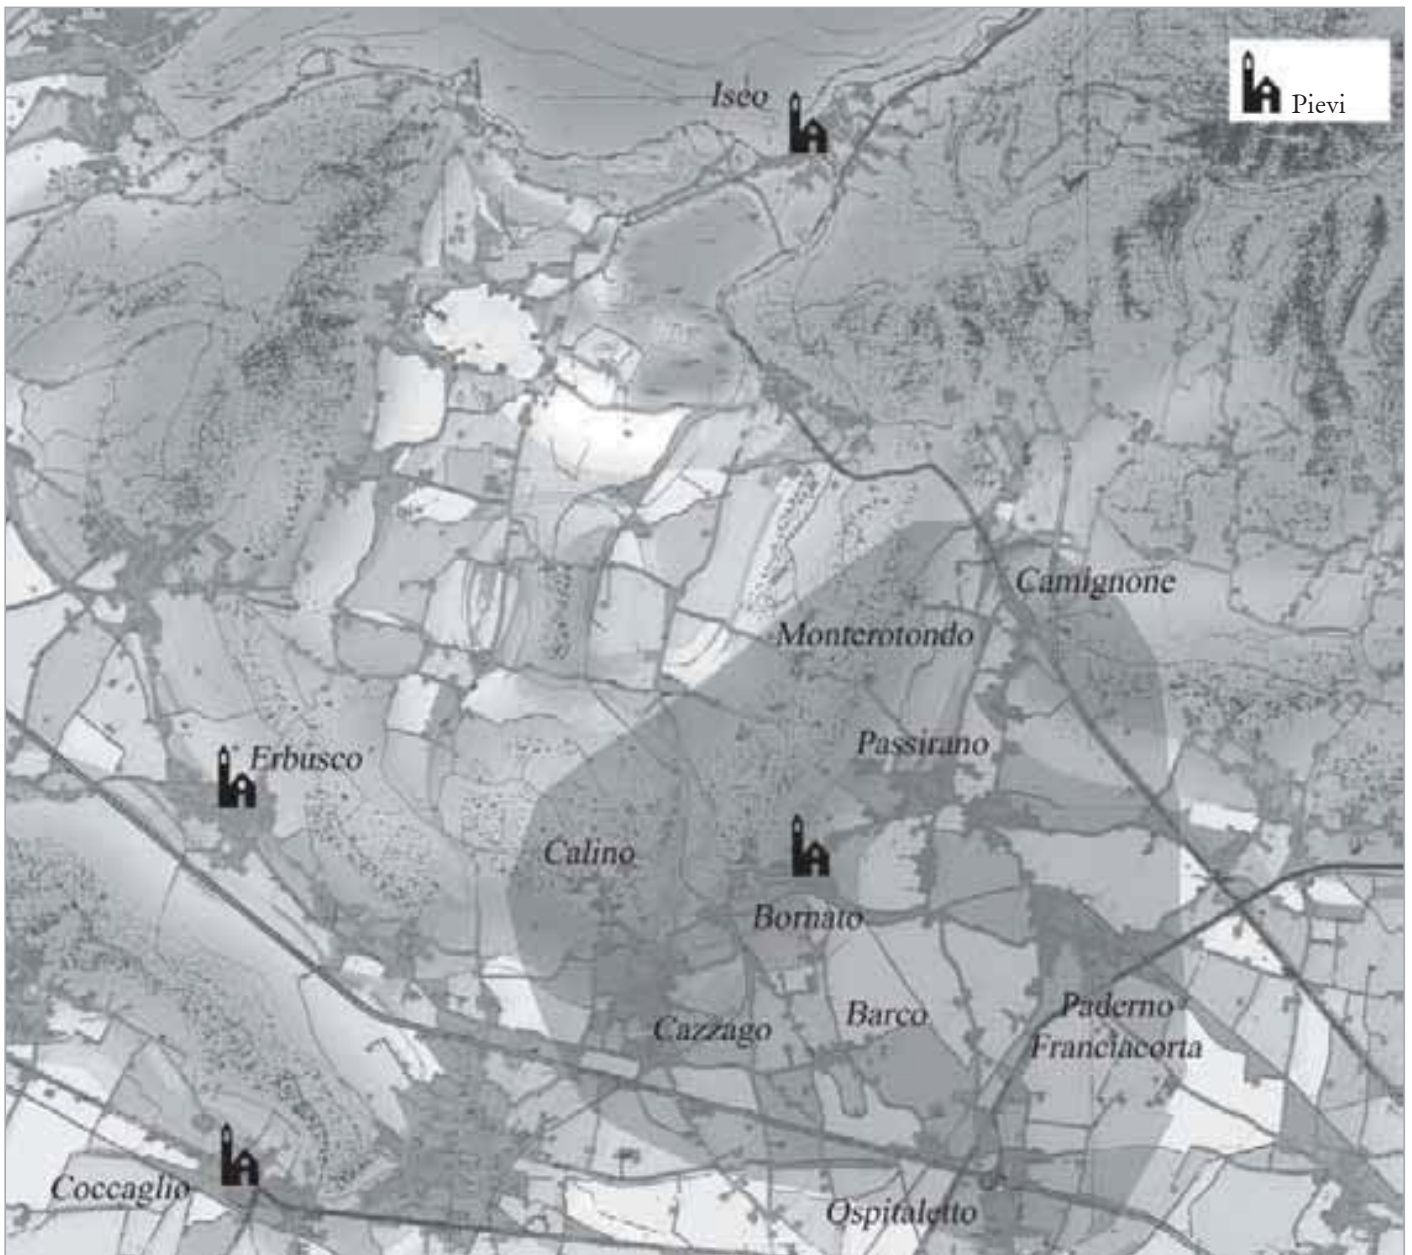 Iseo
Pievi
Camignone
Monterotondo
Passirano
Erbusco
Calino
Bornato
Barco
Paderno
Franciacorta
Cazzago
Coccaglio
Ospitaletto